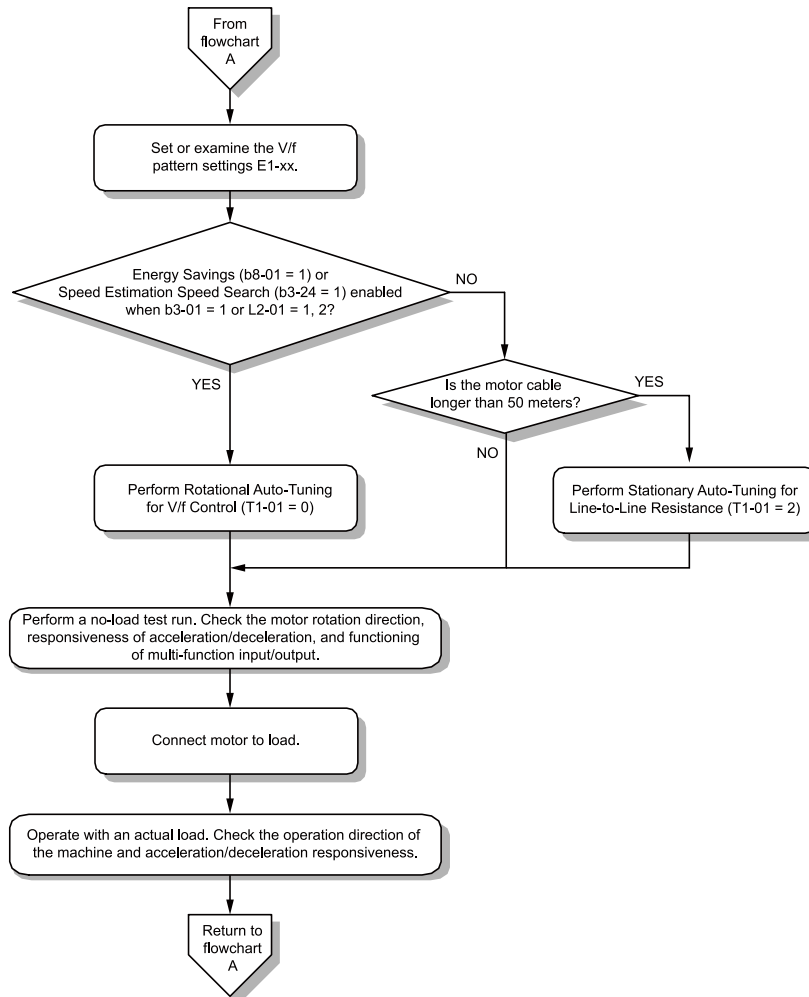 From
flowchart
A
Set or examine the V/f
pattern settings E1-xx.
Energy Savings (b8-01 = 1) or
Speed Estimation Speed Search (b3-24 = 1) enabled
when b3-01 = 1 or L2-01 = 1, 2?
NO
YES
Is the motor cable
longer than 50 meters?
YES
NO
Perform Rotational Auto-Tuning
for V/f Control (T1-01 = 0)
Perform Stationary Auto-Tuning for
Line-to-Line Resistance (T1-01 = 2)
Perform a no-load test run. Check the motor rotation direction,
responsiveness of acceleration/deceleration, and functioning
of multi-function input/output.
Connect motor to load.
Operate with an actual load. Check the operation direction of
the machine and acceleration/deceleration responsiveness.
Return to
flowchart
A